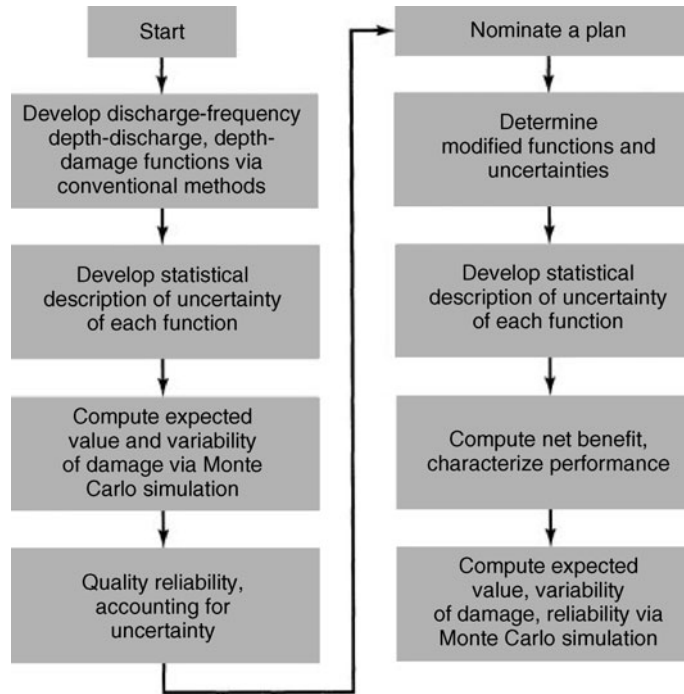 Start
Develop discharge-frequency
depth-discharge, depth-
damage functions via
conventional methods
Develop statistical
description of uncertainty
of each function
Compute expected
value and variability
of damage via Monte
Carlo simulation
Quality reliability,
accounting for
uncertainty
Nominate a plan
Determine
modified functions and
uncertainties
Develop statistical
description of uncertainty
of each function
Compute net benefit,
characterize performance
Compute expected
value, variability
of damage, reliability via
Monte Carlo simulation